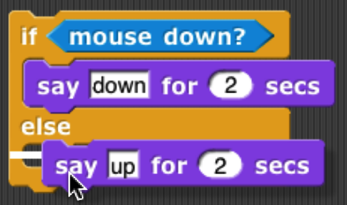 if mouse down?
say down for 2 secs
else
say up for 2 secs